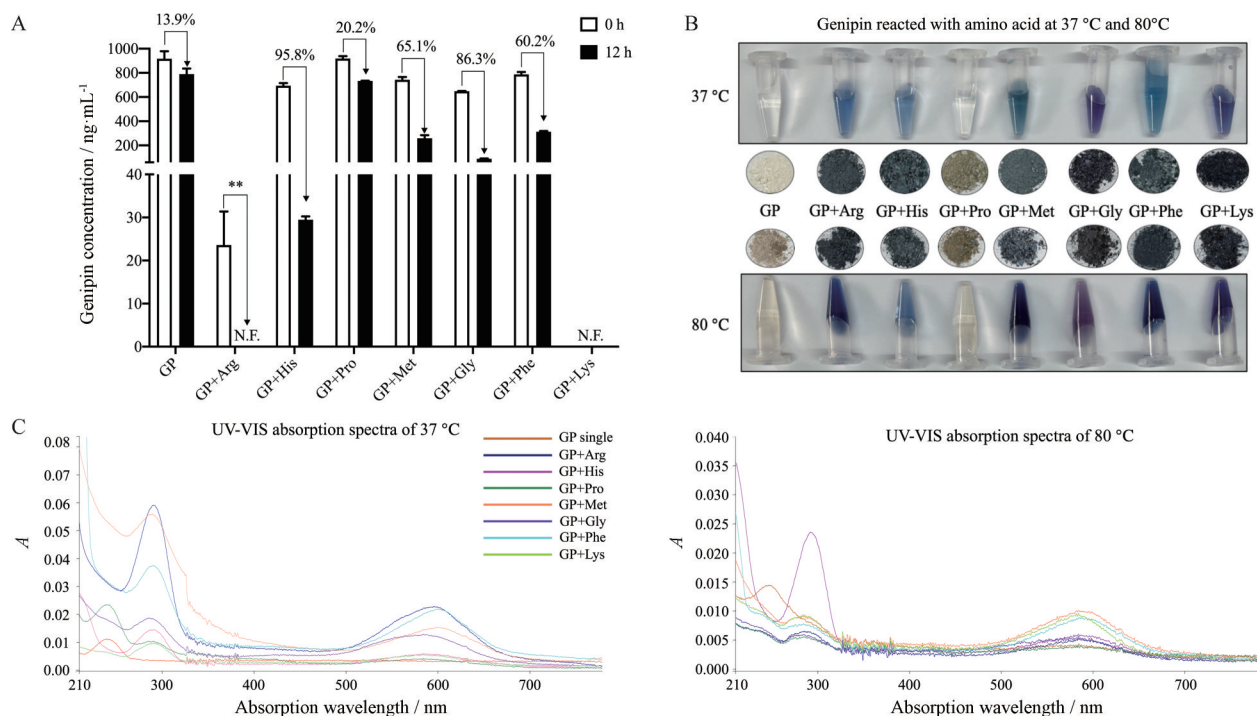 A
13.9%
95.8%
20.2%
65.1%
86.3%
60.2%
0 h
12 h
Genipin concentration / ng·mL⁻¹
1000
800
600
400
200
40
30
20
10
0
**
N.F.
N.F.
GP
GP+Arg
GP+His
GP+Pro
GP+Met
GP+Gly
GP+Phe
GP+Lys
B
Genipin reacted with amino acid at 37 °C and 80°C
37 °C
GP GP+Arg GP+His GP+Pro GP+Met GP+Gly GP+Phe GP+Lys
80 °C
C
UV-VIS absorption spectra of 37 °C
A
0.08
0.07
0.06
0.05
0.04
0.03
0.02
0.01
0.00
210 300 400 500 600 700
Absorption wavelength / nm
GP single
GP+Arg
GP+His
GP+Pro
GP+Met
GP+Gly
GP+Phe
GP+Lys
UV-VIS absorption spectra of 80 °C
A
0.040
0.035
0.030
0.025
0.020
0.015
0.010
0.005
0.000
210 300 400 500 600 700
Absorption wavelength / nm